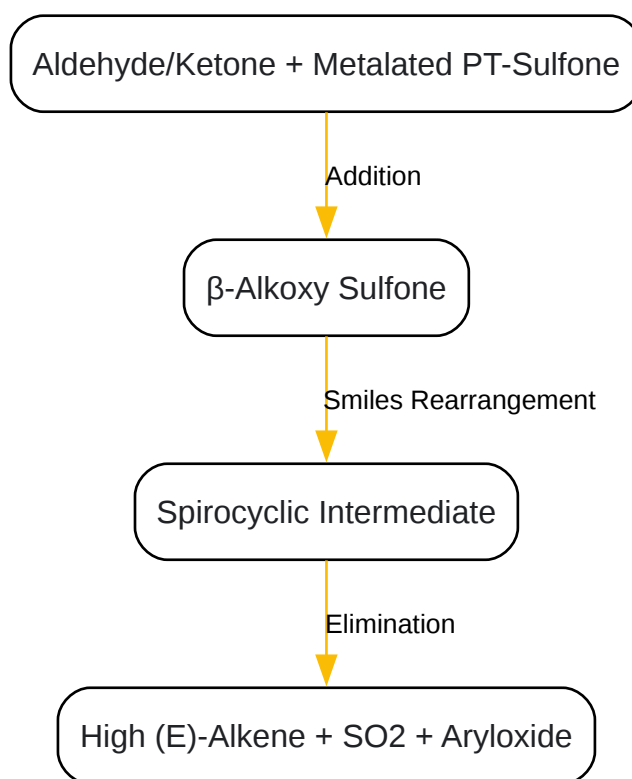 Aldehyde/Ketone + Metalated PT-Sulfone
Addition
β-Alkoxy Sulfone
Smiles Rearrangement
Spirocyclic Intermediate
Elimination
High (E)-Alkene + SO2 + Aryloxide